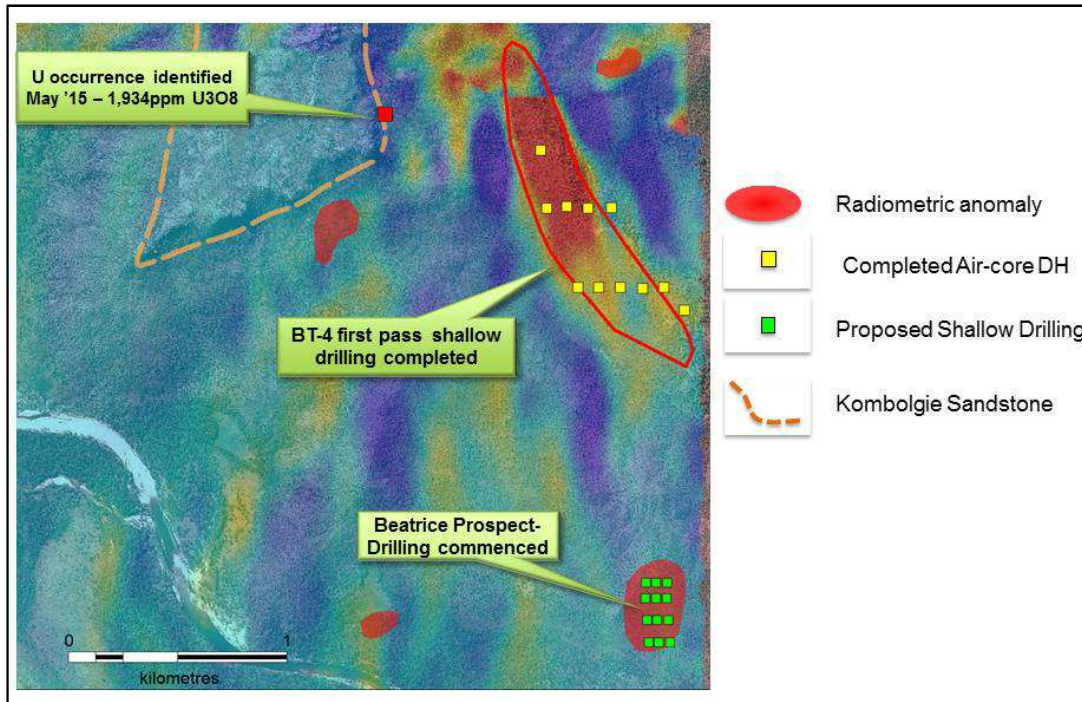 U occurrence identified
May '15 – 1,934ppm U3O8
BT-4 first pass shallow
drilling completed
Beatrice Prospect-
Drilling commenced
0 1
kilometres
Radiometric anomaly
Completed Air-core DH
Proposed Shallow Drilling
Kombolgie Sandstone